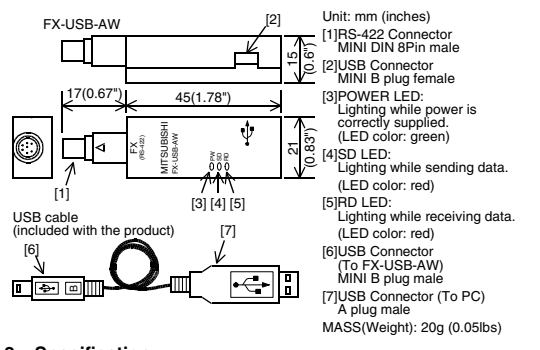 FX-USB-AW
[2]
15
(0.6")
17(0.67")
45(1.78")
FX
(RS-422)
MITSUBISHI
FX-USB-AW
PW
SD
RD
21
(0.83")
[1]
[3] [4] [5]
USB cable
(included with the product)
[6]
[7]
B
Unit: mm (inches)
[1]RS-422 Connector
MINI DIN 8Pin male
[2]USB Connector
MINI B plug female
[3]POWER LED:
Lighting while power is
correctly supplied.
(LED color: green)
[4]SD LED:
Lighting while sending data.
(LED color: red)
[5]RD LED:
Lighting while receiving data.
(LED color: red)
[6]USB Connector
(To FX-USB-AW)
MINI B plug male
[7]USB Connector (To PC)
A plug male
MASS(Weight): 20g (0.05lbs)